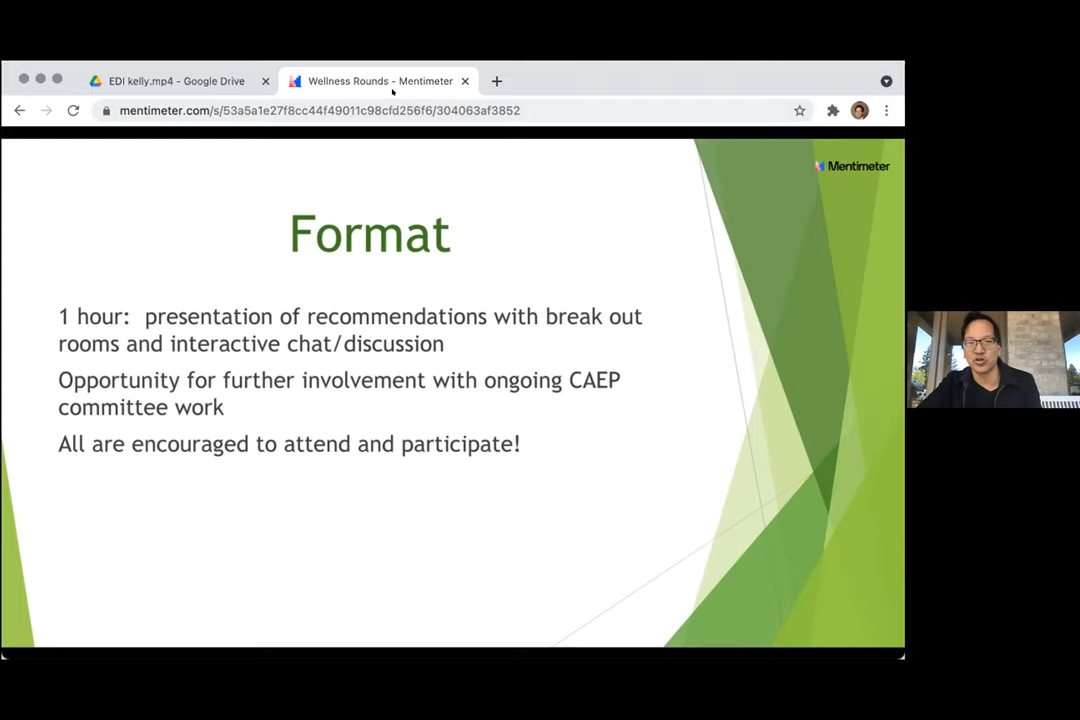 EDI kelly.mp4 - Google Drive
Wellness Rounds - Mentimeter
mentimeter.com/s/53a5a1e27f8cc44f49011c98cfd256f6/304063af3852
Mentimeter
Format
1 hour: presentation of recommendations with break out
rooms and interactive chat/discussion
Opportunity for further involvement with ongoing CAEP
committee work
All are encouraged to attend and participate!